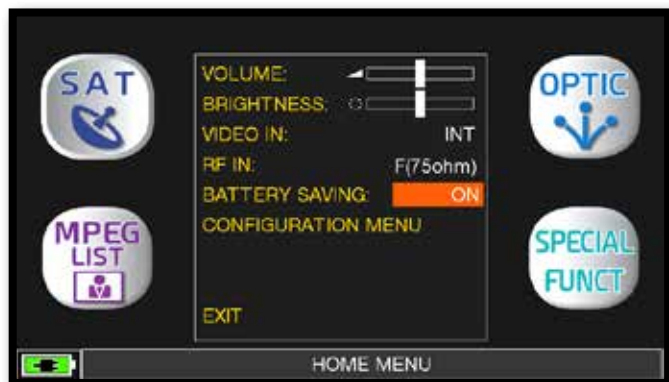 SAT
MPEG
LIST
VOLUME:
BRIGHTNESS:
VIDEO IN: INT
RF IN: F(75ohm)
BATTERY SAVING: ON
CONFIGURATION MENU
EXIT
OPTIC
SPECIAL
FUNCT
HOME MENU